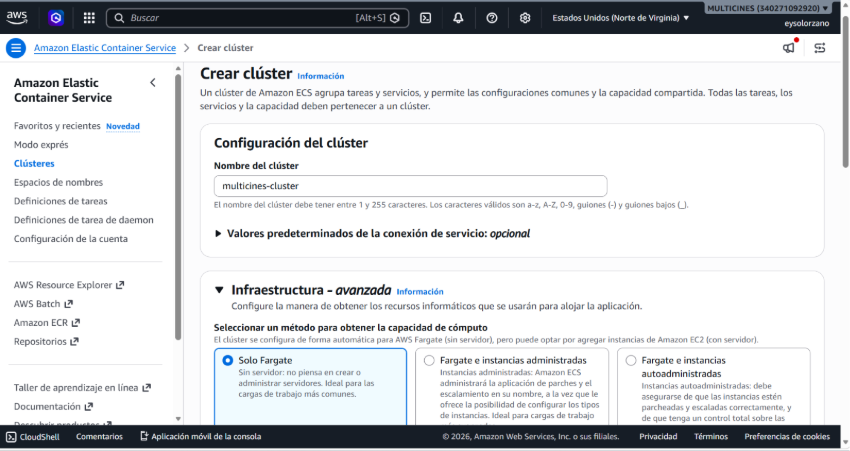 aws
Buscar
[Alt+S]
Estados Unidos (Norte de Virginia) ▼
MULTICINES (340271092920) ▼
eysolorzano
Amazon Elastic Container Service > Crear clúster
Amazon Elastic
Container Service
Favoritos y recientes Novedad
Modo exprés
Clústeres
Espacios de nombres
Definiciones de tareas
Definiciones de tarea de daemon
Configuración de la cuenta
AWS Resource Explorer
AWS Batch
Amazon ECR
Repositorios
Taller de aprendizaje en línea
Documentación
Descubrir productos
Crear clúster Información
Un clúster de Amazon ECS agrupa tareas y servicios, y permite las configuraciones comunes y la capacidad compartida. Todas las tareas, los
servicios y la capacidad deben pertenecer a un clúster.
Configuración del clúster
Nombre del clúster
multicines-cluster
El nombre del clúster debe tener entre 1 y 255 caracteres. Los caracteres válidos son a-z, A-Z, 0-9, guiones (-) y guiones bajos (_).
Valores predeterminados de la conexión de servicio: opcional
Infraestructura - avanzada Información
Configure la manera de obtener los recursos informáticos que se usarán para alojar la aplicación.
Seleccionar un método para obtener la capacidad de cómputo
El clúster se configura de forma automática para AWS Fargate (sin servidor), pero puede optar por agregar instancias de Amazon EC2 (con servidor).
Solo Fargate
Sin servidor: no piensa en crear o
administrar servidores. Ideal para las
cargas de trabajo más comunes.
Fargate e instancias administradas
Instancias administradas: Amazon ECS
administrará la aplicación de parches y el
escalamiento en su nombre, a la vez que le
ofrece la posibilidad de configurar los tipos
de instancias. Ideal para cargas de trabajo
Fargate e instancias
autoadministradas
Instancias autoadministradas: debe
asegurarse de que las instancias estén
parcheadas y escaladas correctamente, y
de que tenga un control total sobre las
CloudShell
Comentarios
Aplicación móvil de la consola
© 2026, Amazon Web Services, Inc. o sus filiales.
Privacidad
Términos
Preferencias de cookies